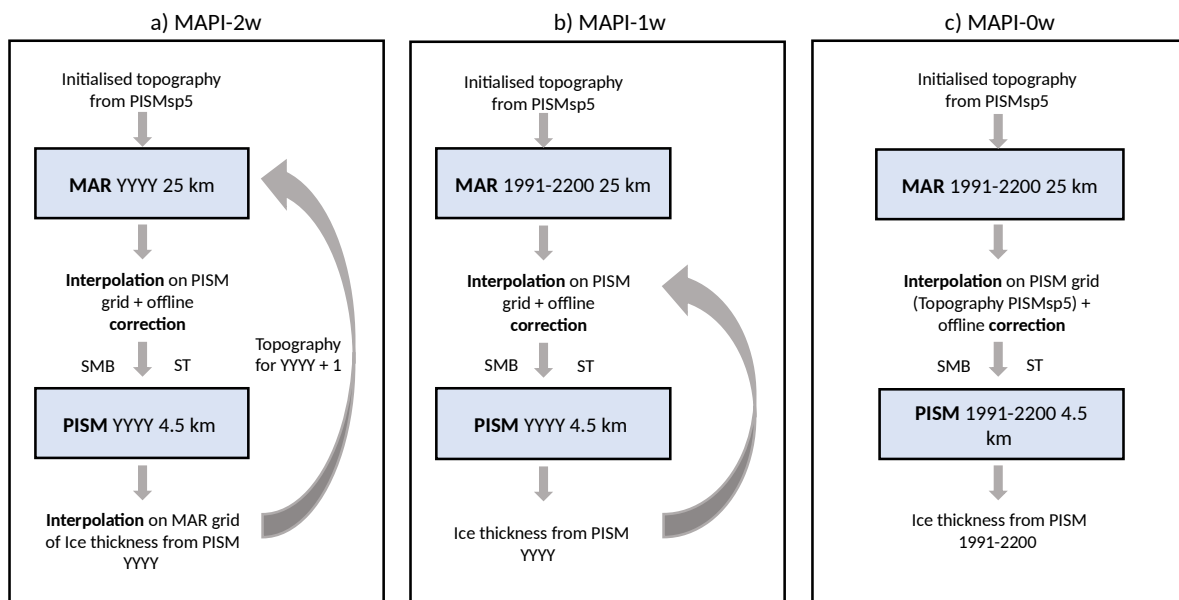 a) MAPI-2w
Initialised topography
from PISMsp5
MAR YYYY 25 km
Interpolation on PISM
grid + offline
correction
SMB
ST
Topography
for YYYY + 1
PISM YYYY 4.5 km
Interpolation on MAR grid
of Ice thickness from PISM
YYYY
b) MAPI-1w
Initialised topography
from PISMsp5
MAR 1991-2200 25 km
Interpolation on PISM
grid + offline
correction
SMB
ST
PISM YYYY 4.5 km
Ice thickness from PISM
YYYY
c) MAPI-0w
Initialised topography
from PISMsp5
MAR 1991-2200 25 km
Interpolation on PISM grid
(Topography PISMsp5) +
offline correction
SMB
ST
PISM 1991-2200 4.5
km
Ice thickness from PISM
1991-2200